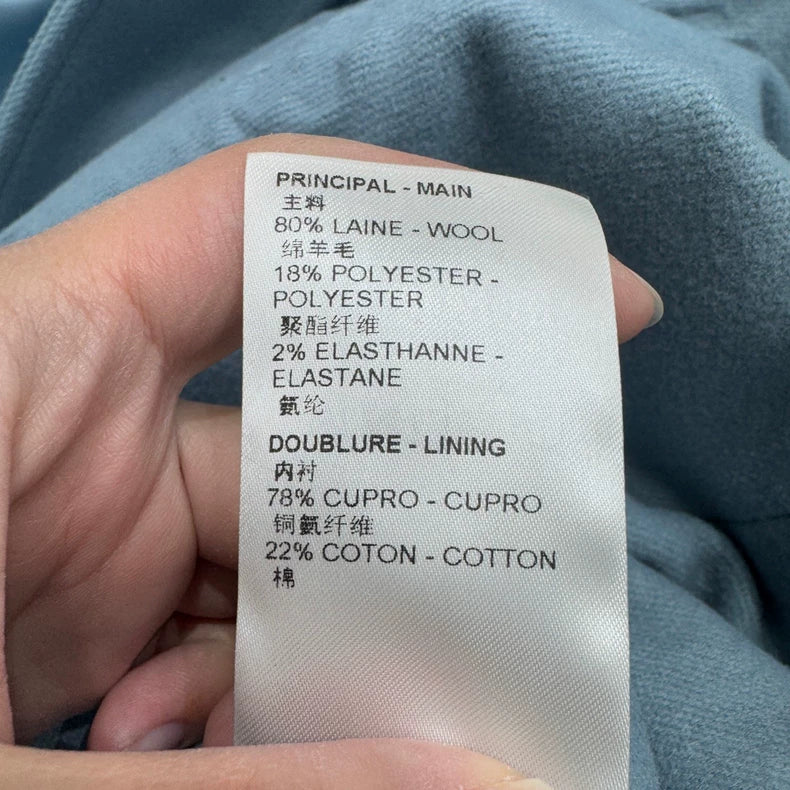 PRINCIPAL - MAIN
主料
80% LAINE - WOOL
绵羊毛
18% POLYESTER -
POLYESTER
聚酯纤维
2% ELASTHANNE -
ELASTANE
氨纶
DOUBLURE - LINING
内衬
78% CUPRO - CUPRO
铜氨纤维
22% COTON - COTTON
棉